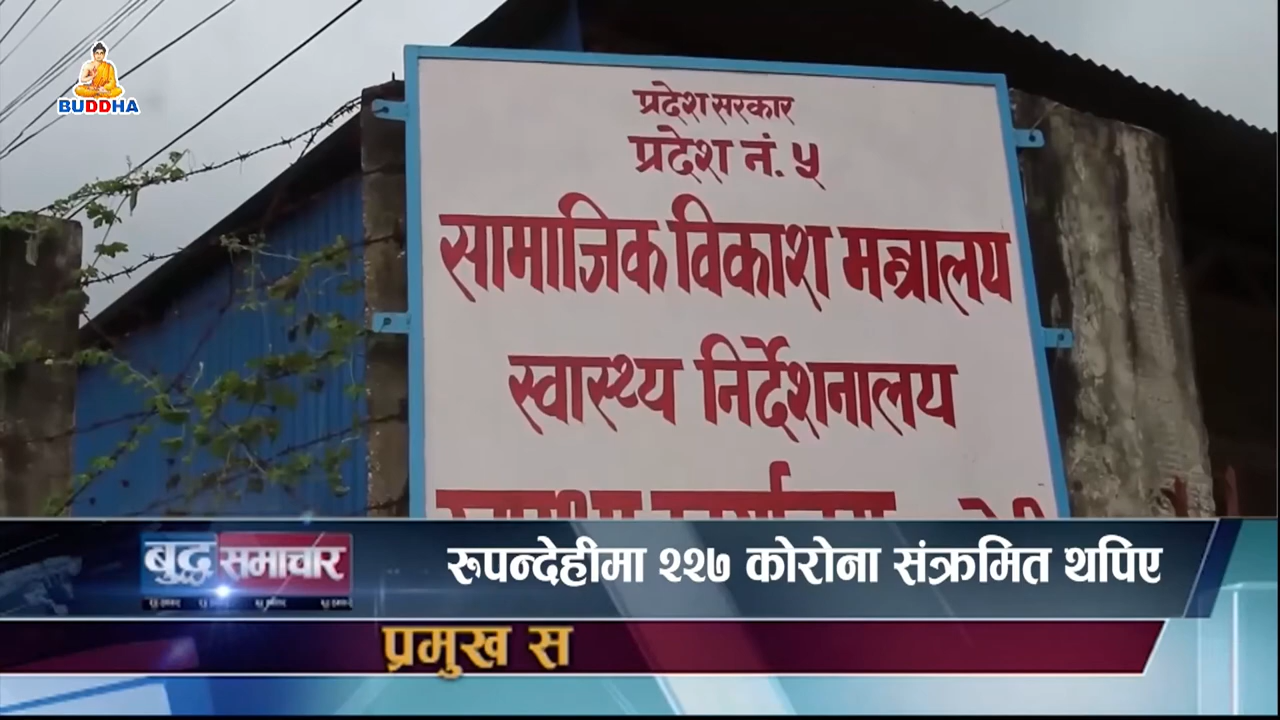 BUDDHA
प्रदेश सरकार
प्रदेश नं. ५
सामाजिक विकाश मन्त्रालय
स्वास्थ्य निर्देशनालय
बुद्ध समाचार
रुपन्देहीमा २२७ कोरोना संक्रमित थपिए
प्रमुख स